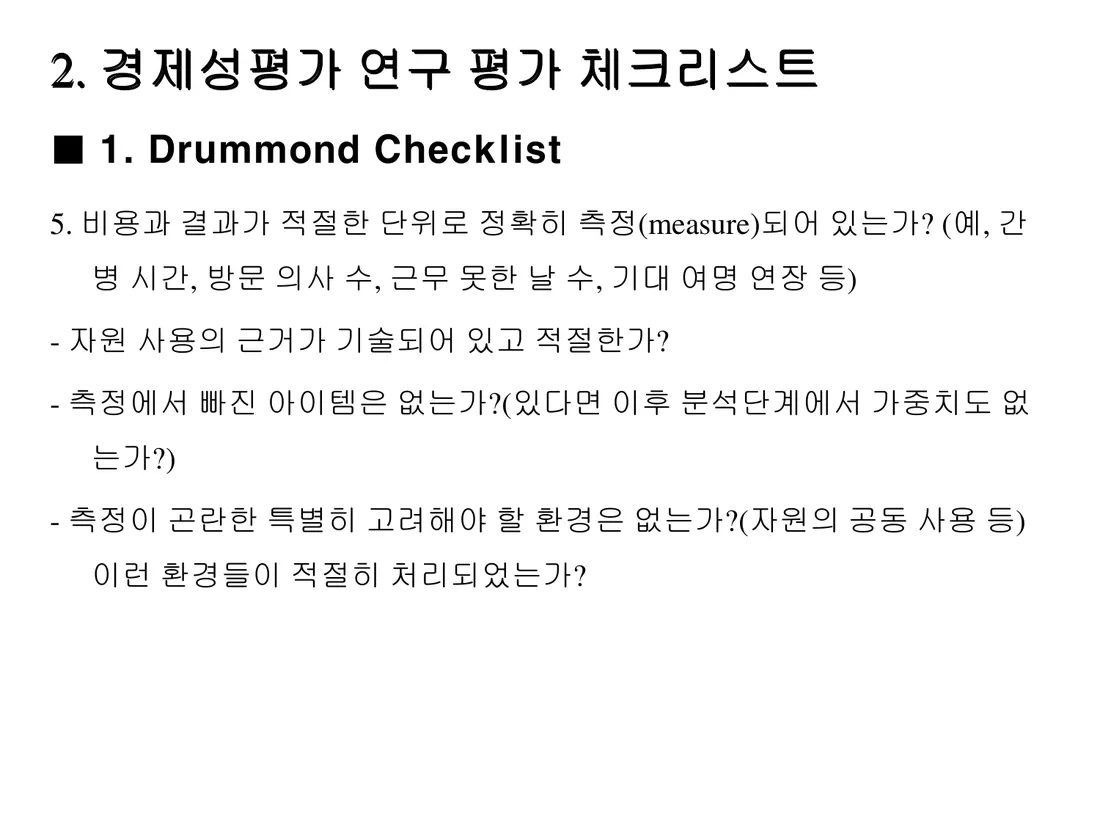 2. 경제성평가 연구 평가 체크리스트
■ 1. Drummond Checklist
5. 비용과 결과가 적절한 단위로 정확히 측정(measure)되어 있는가? (예, 간
병 시간, 방문 의사 수, 근무 못한 날 수, 기대 여명 연장 등)
- 자원 사용의 근거가 기술되어 있고 적절한가?
- 측정에서 빠진 아이템은 없는가?(있다면 이후 분석단계에서 가중치도 없
는가?)
- 측정이 곤란한 특별히 고려해야 할 환경은 없는가?(자원의 공동 사용 등)
이런 환경들이 적절히 처리되었는가?